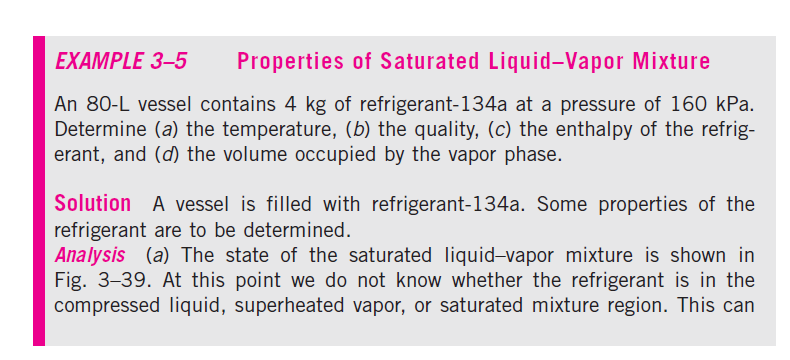 EXAMPLE 3–5 Properties of Saturated Liquid–Vapor Mixture
An 80-L vessel contains 4 kg of refrigerant-134a at a pressure of 160 kPa.
Determine (a) the temperature, (b) the quality, (c) the enthalpy of the refrig-
erant, and (d) the volume occupied by the vapor phase.
Solution A vessel is filled with refrigerant-134a. Some properties of the
refrigerant are to be determined.
Analysis (a) The state of the saturated liquid–vapor mixture is shown in
Fig. 3–39. At this point we do not know whether the refrigerant is in the
compressed liquid, superheated vapor, or saturated mixture region. This can